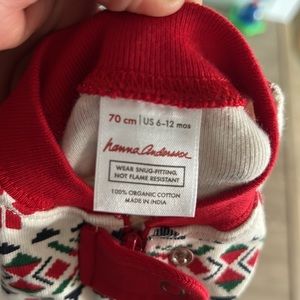 70 cm | US 6-12 mos
hanna andersson
WEAR SNUG-FITTING,
NOT FLAME RESISTANT
100% ORGANIC COTTON
MADE IN INDIA